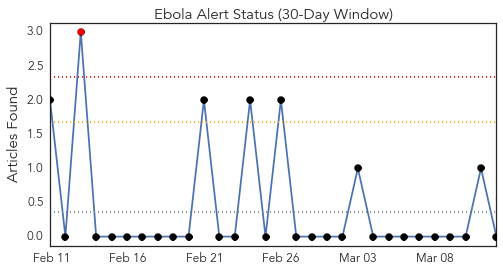 Ebola Alert Status (30-Day Window)
Articles Found
3.0
2.5
2.0
1.5
1.0
0.5
0.0
Feb 11
Feb 16
Feb 21
Feb 26
Mar 03
Mar 08